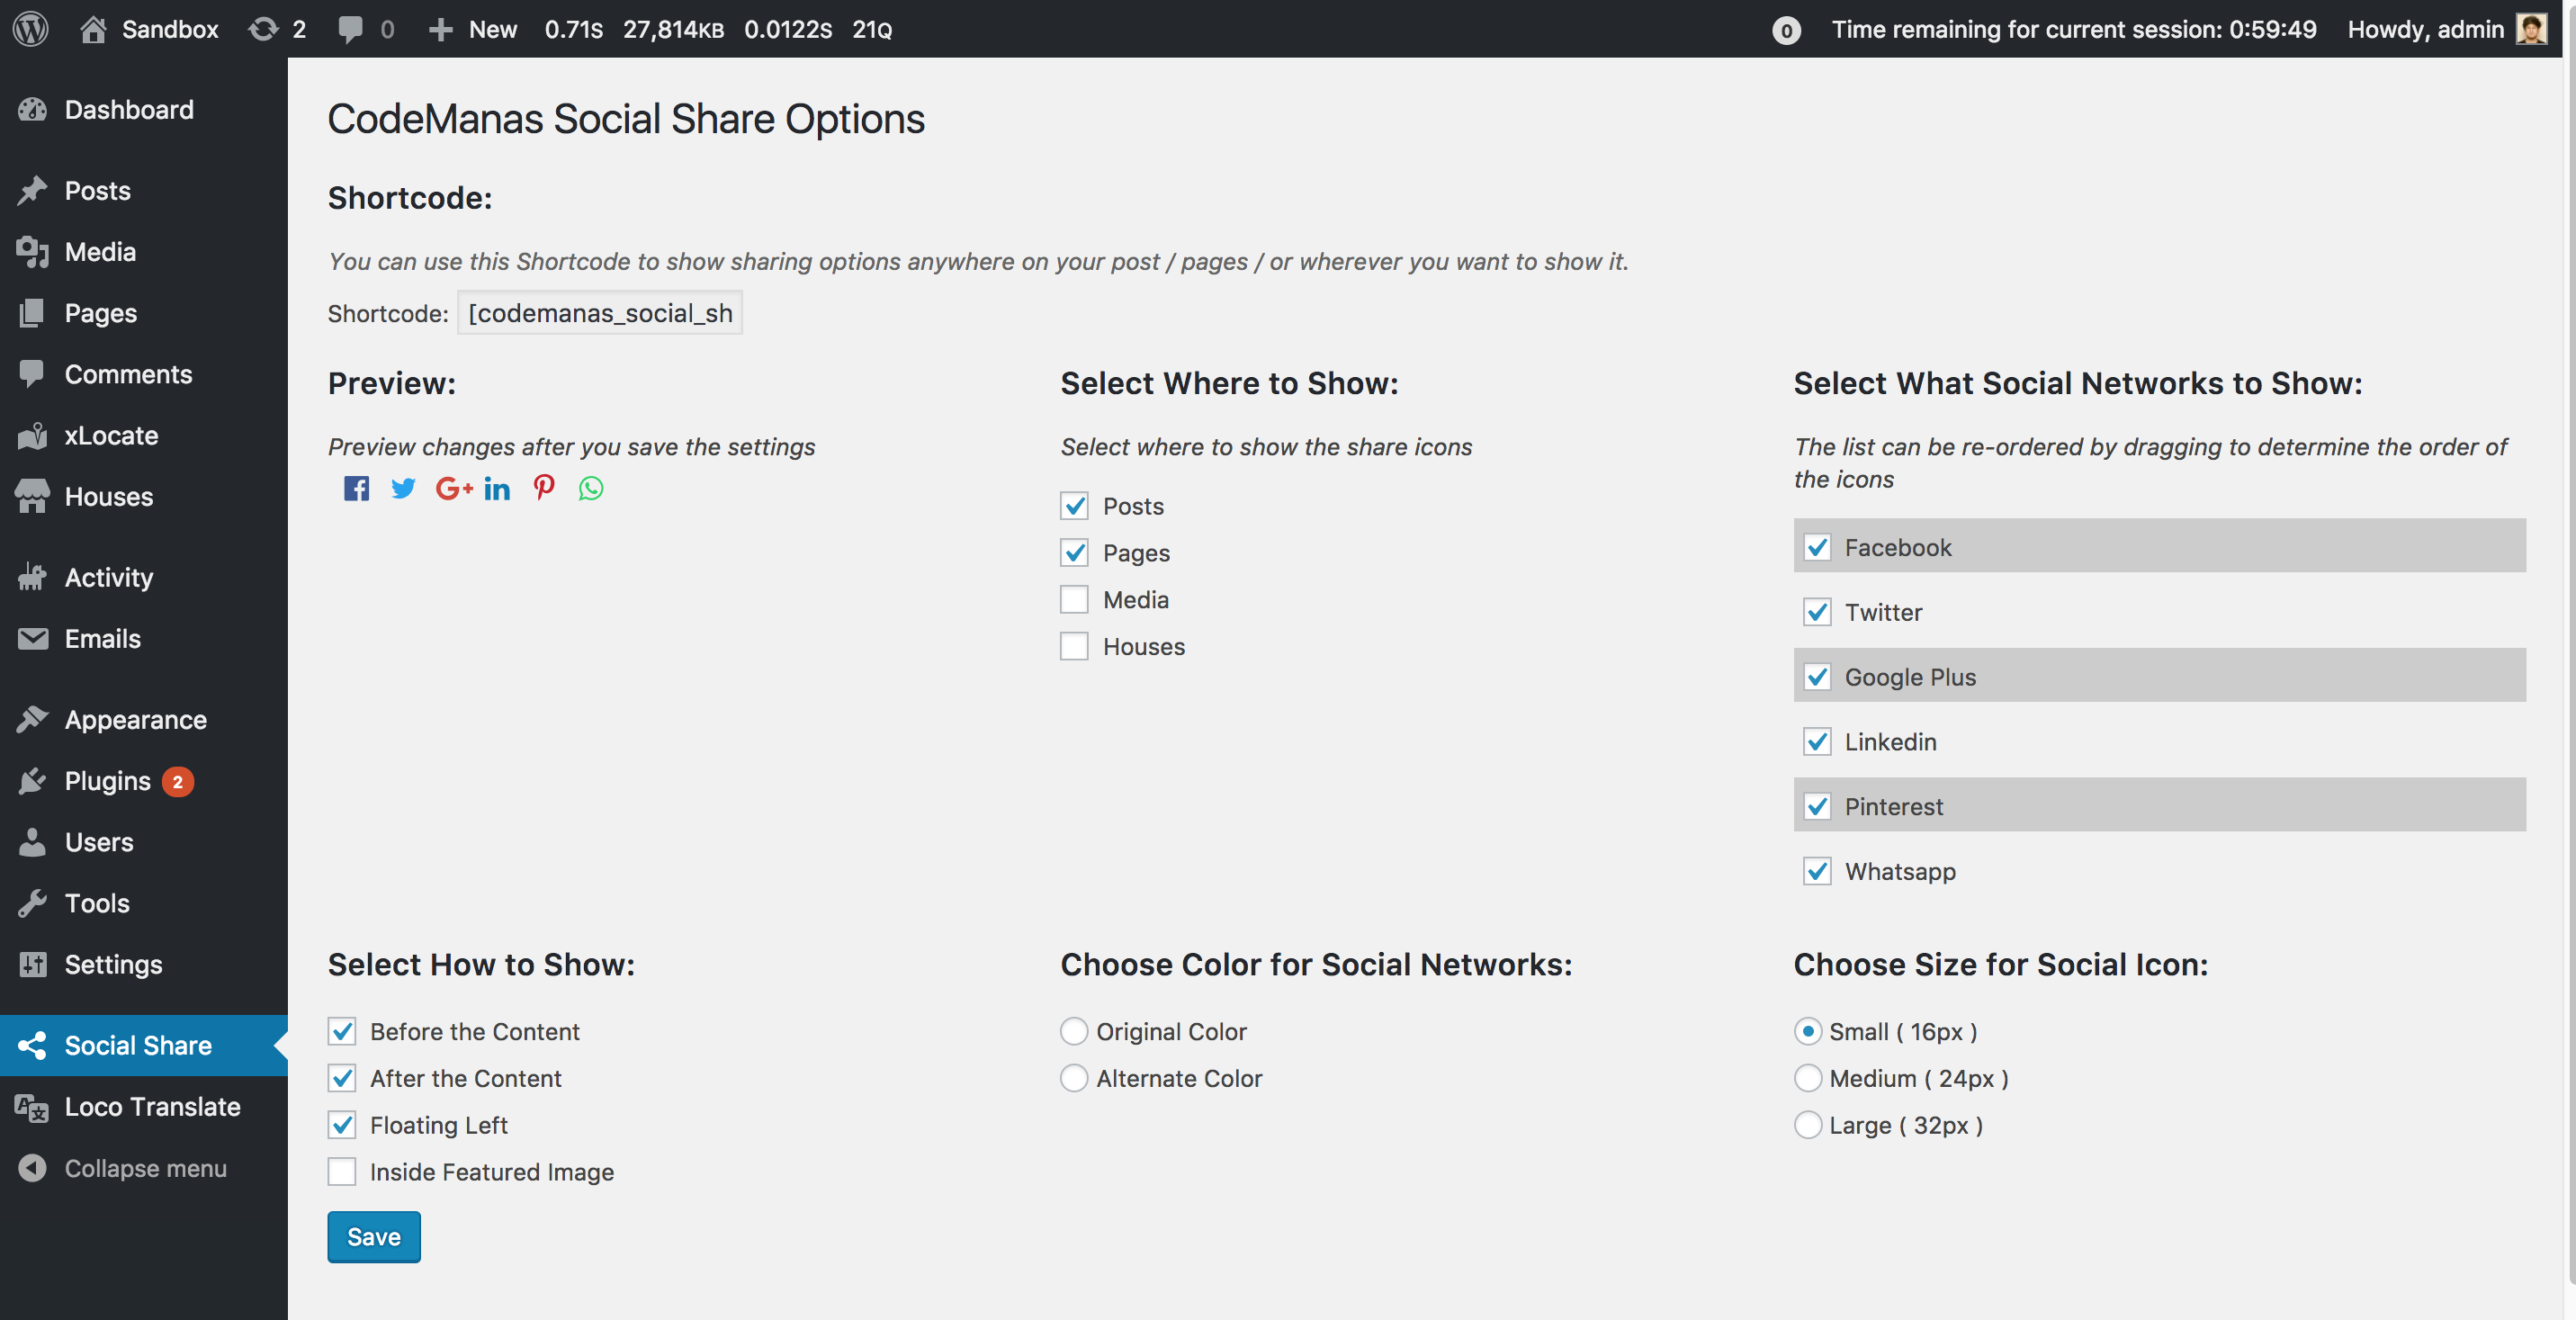 Sandbox 2 0 New 0.71S 27,814KB 0.0122S 21Q 0 Time remaining for current session: 0:59:49 Howdy, admin
Dashboard
Posts
Media
Pages
Comments
xLocate
Houses
Activity
Emails
Appearance
Plugins 2
Users
Tools
Settings
Social Share
Loco Translate
Collapse menu
CodeManas Social Share Options
Shortcode:
You can use this Shortcode to show sharing options anywhere on your post / pages / or wherever you want to show it.
Shortcode: [codemanas_social_sh
Preview:
Preview changes after you save the settings
G+ in
Select Where to Show:
Select where to show the share icons
Posts
Pages
Media
Houses
Select What Social Networks to Show:
The list can be re-ordered by dragging to determine the order of
the icons
Facebook
Twitter
Google Plus
Linkedin
Pinterest
Whatsapp
Select How to Show:
Before the Content
After the Content
Floating Left
Inside Featured Image
Save
Choose Color for Social Networks:
Original Color
Alternate Color
Choose Size for Social Icon:
Small ( 16px )
Medium ( 24px )
Large ( 32px )